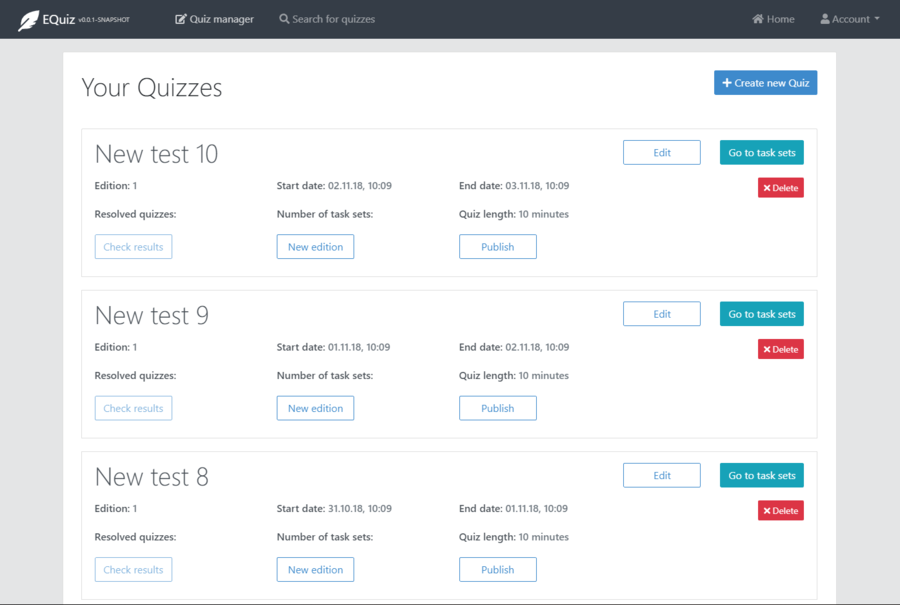 EQuiz v0.0.1-SNAPSHOT Quiz manager Search for quizzes Home Account
Your Quizzes Create new Quiz
New test 10 Edit Go to task sets
Edition: 1 Start date: 02.11.18, 10:09 End date: 03.11.18, 10:09 Delete
Resolved quizzes: Number of task sets: Quiz length: 10 minutes
Check results New edition Publish
New test 9 Edit Go to task sets
Edition: 1 Start date: 01.11.18, 10:09 End date: 02.11.18, 10:09 Delete
Resolved quizzes: Number of task sets: Quiz length: 10 minutes
Check results New edition Publish
New test 8 Edit Go to task sets
Edition: 1 Start date: 31.10.18, 10:09 End date: 01.11.18, 10:09 Delete
Resolved quizzes: Number of task sets: Quiz length: 10 minutes
Check results New edition Publish